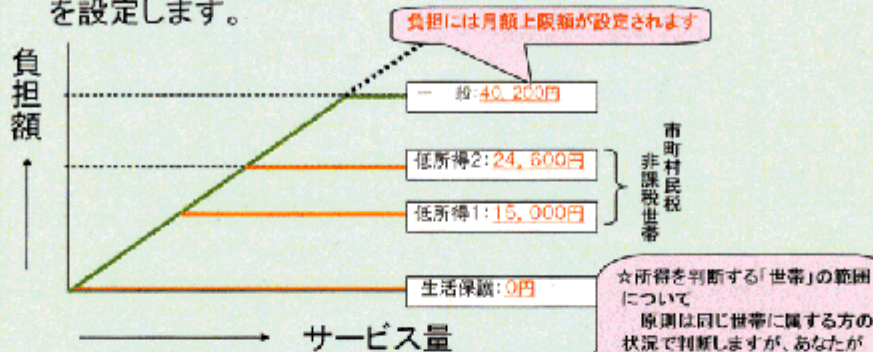 を設定します。
負担には月額上限額が設定されます
負担額
一 般:40,200円
低所得2:24,600円
低所得1:15,000円
生活保護:0円
市町村民税
非課税世帯
サービス量
☆所得を判断する「世帯」の範囲
について
原則は同じ世帯に属する方の
状況で判断しますが、あなたが